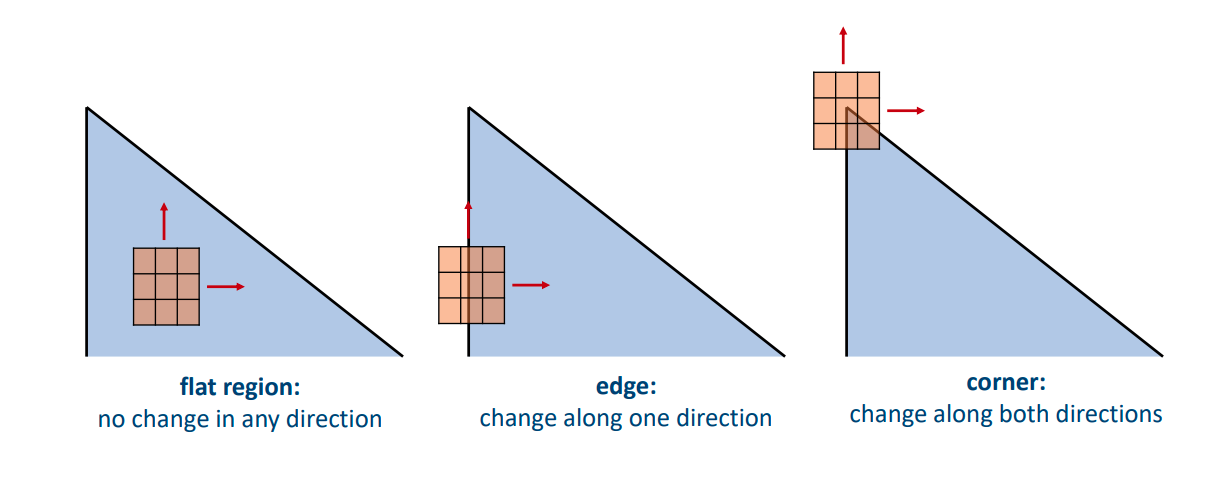 flat region:
no change in any direction
edge:
change along one direction
corner:
change along both directions